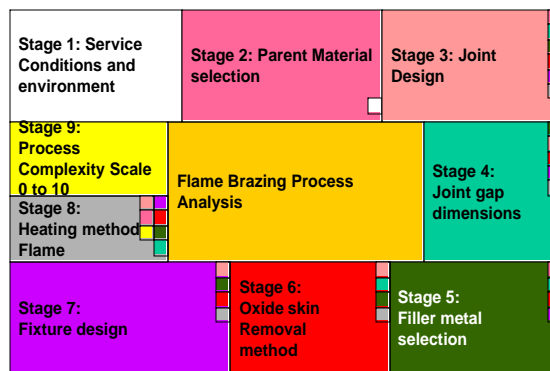 Stage 1: Service
Conditions and
environment
Stage 2: Parent Material
selection
Stage 3: Joint
Design
Stage 9:
Process
Complexity Scale
0 to 10
Flame Brazing Process
Analysis
Stage 4:
Joint gap
dimensions
Stage 8:
Heating method
Flame
Stage 7:
Fixture design
Stage 6:
Oxide skin
Removal
method
Stage 5:
Filler metal
selection